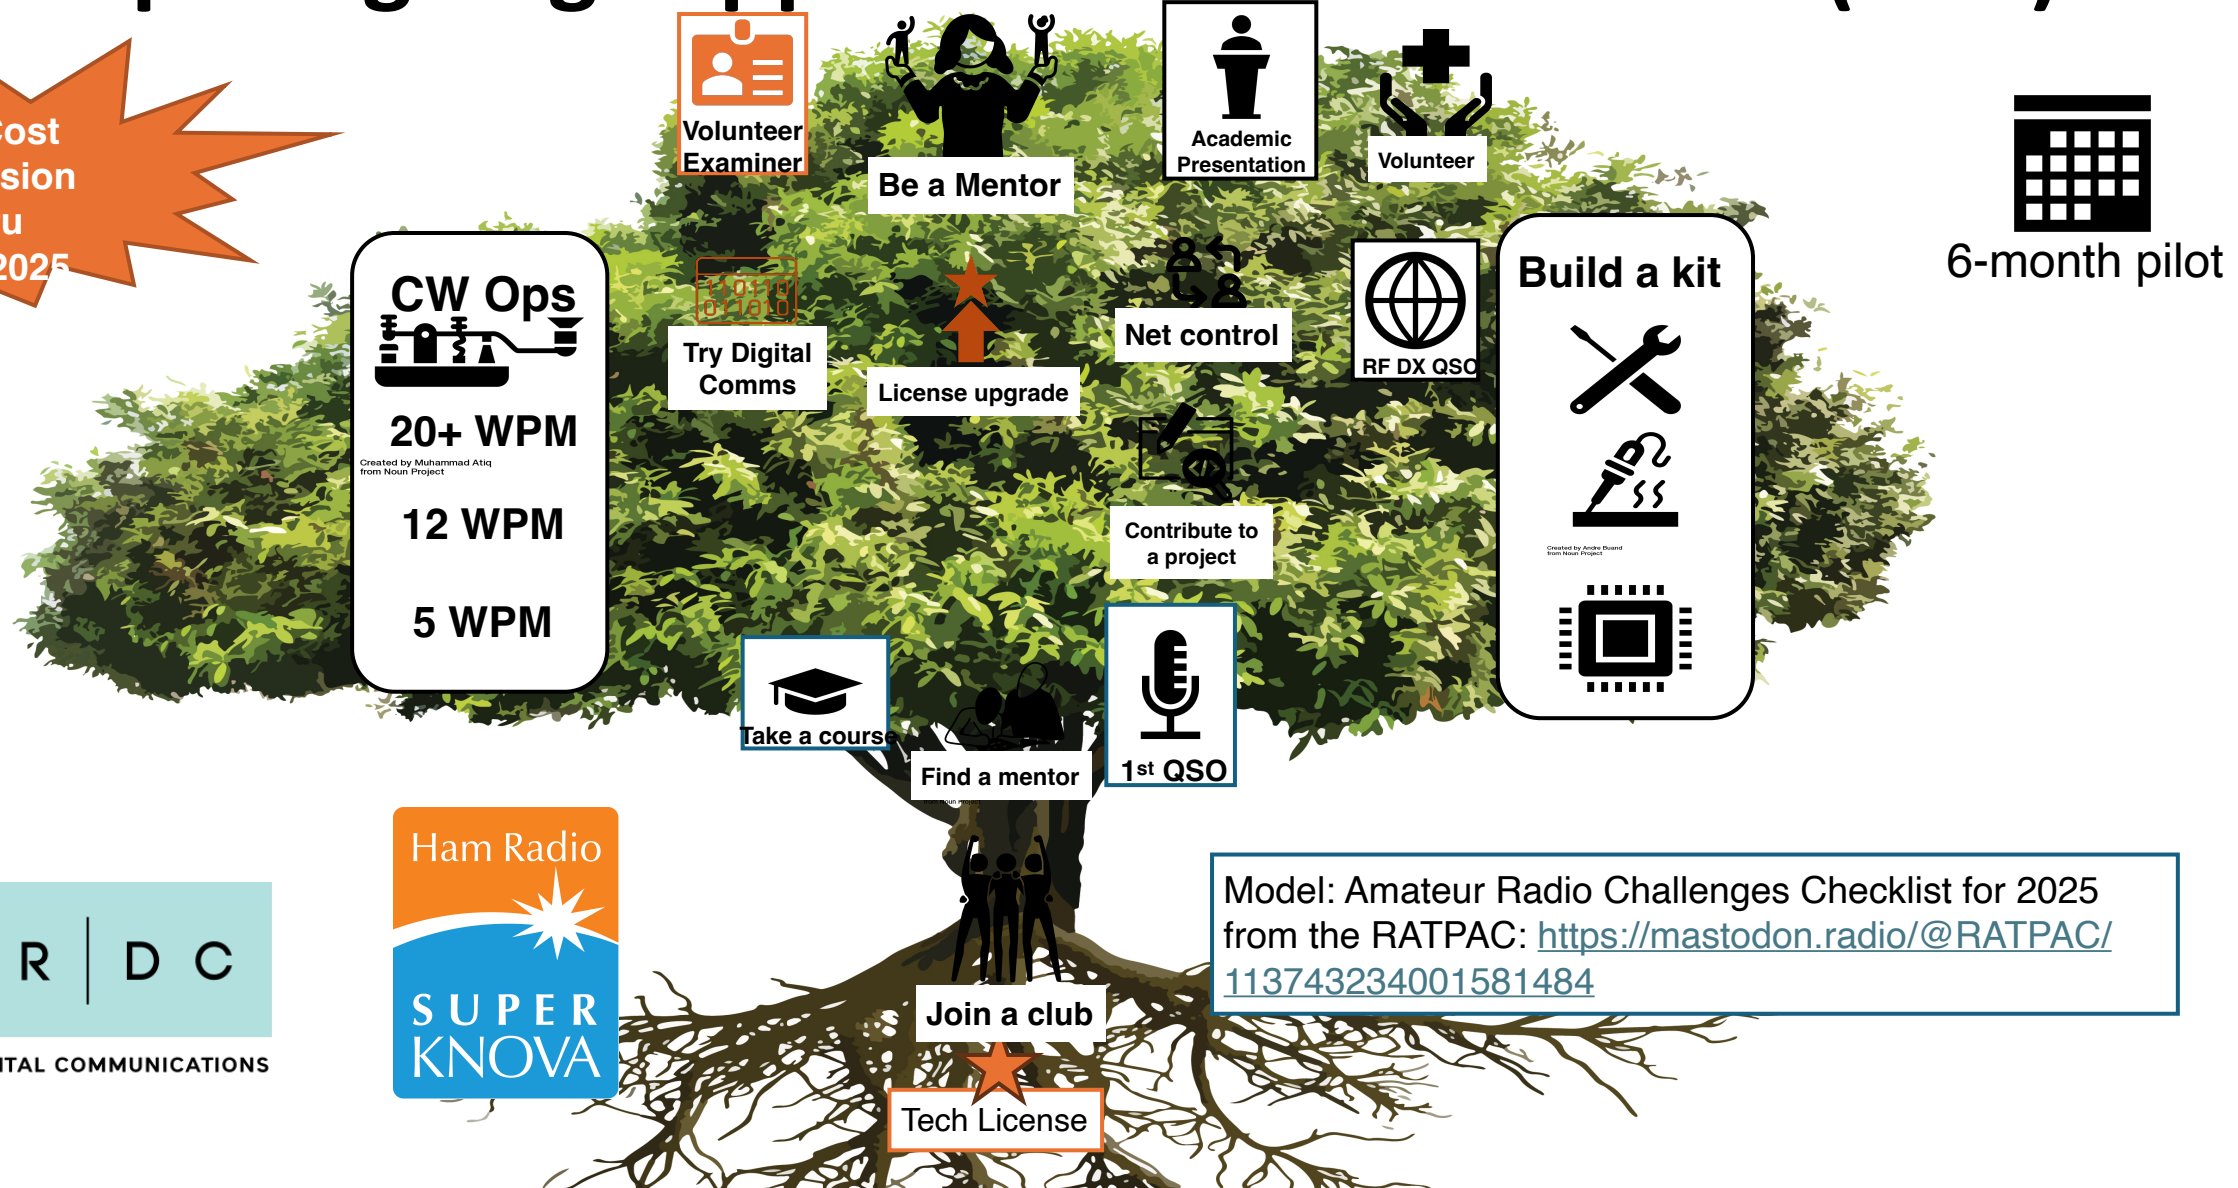 Cost
sion
u
2025
Volunteer
Examiner
Be a Mentor
Academic
Presentation
Volunteer
6-month pilot
CW Ops
20+ WPM
Created by Muhammad Atiq
from Noun Project
12 WPM
5 WPM
110110
011010
Try Digital
Comms
License upgrade
Net control
RF DX QSO
Build a kit
Created by Andre Buand
from Noun Project
Contribute to
a project
Take a course
Find a mentor
from Noun Project
1st QSO
Ham Radio
SUPER
KNOVA
R | D C
ITAL COMMUNICATIONS
Join a club
Tech License
Model: Amateur Radio Challenges Checklist for 2025
from the RATPAC: https://mastodon.radio/@RATPAC/
113743234001581484